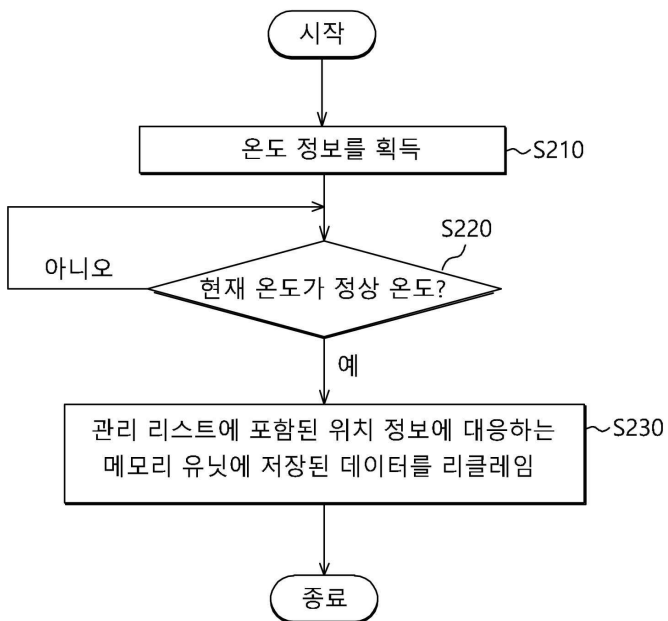 시작
온도 정보를 획득
S210
S220
아니오
현재 온도가 정상 온도?
예
관리 리스트에 포함된 위치 정보에 대응하는
메모리 유닛에 저장된 데이터를 리클레임
S230
종료